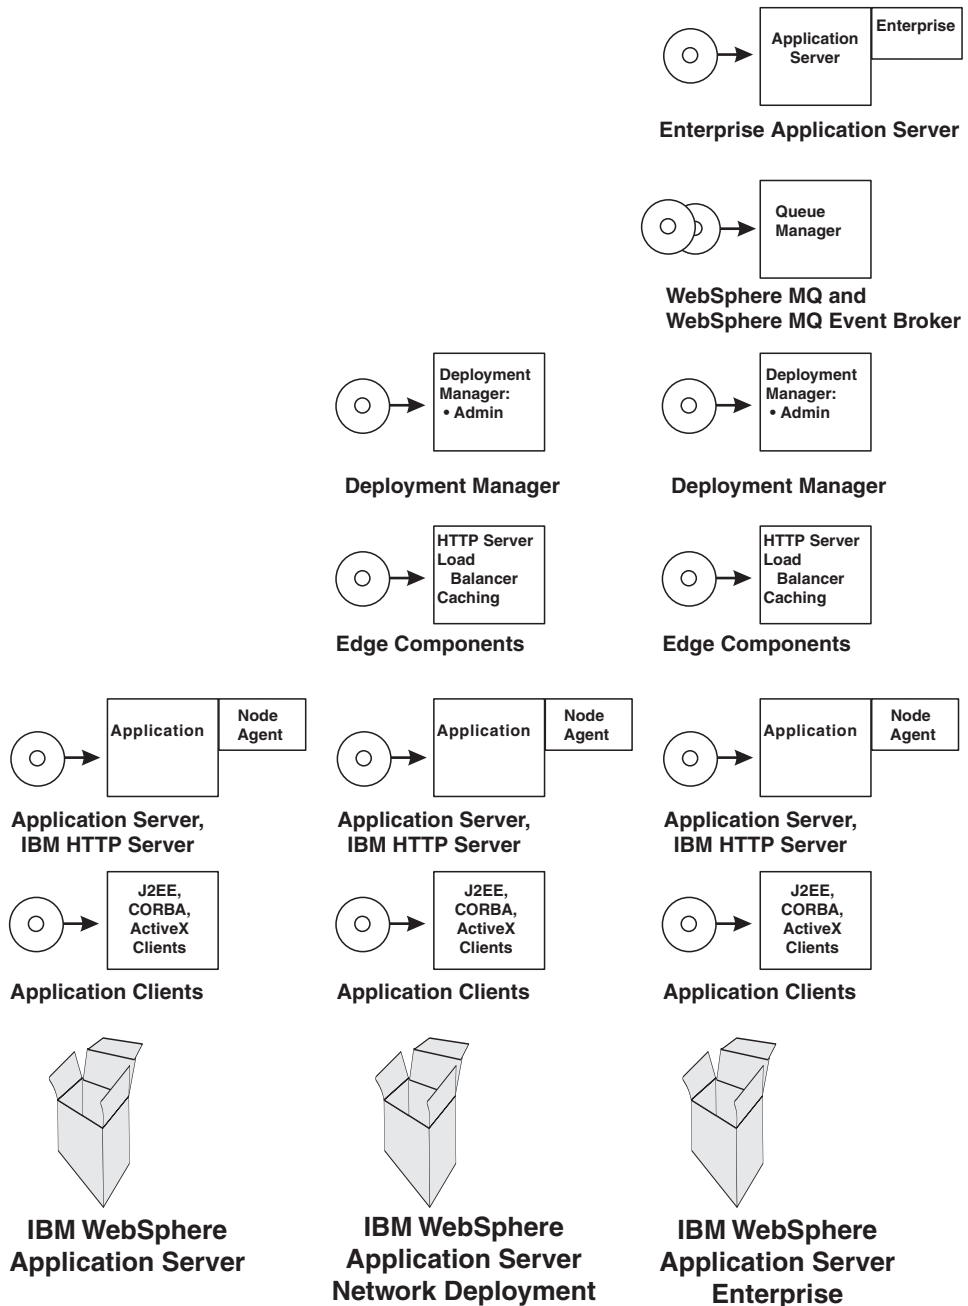 Application
Server
Enterprise
Enterprise Application Server
Queue
Manager
WebSphere MQ and
WebSphere MQ Event Broker
Deployment
Manager:
• Admin
Deployment Manager
Deployment
Manager:
• Admin
Deployment Manager
HTTP Server
Load
Balancer
Caching
Edge Components
HTTP Server
Load
Balancer
Caching
Edge Components
Application
Node
Agent
Application Server,
IBM HTTP Server
Application
Node
Agent
Application Server,
IBM HTTP Server
Application
Node
Agent
Application Server,
IBM HTTP Server
J2EE,
CORBA,
ActiveX
Clients
Application Clients
J2EE,
CORBA,
ActiveX
Clients
Application Clients
J2EE,
CORBA,
ActiveX
Clients
Application Clients
IBM WebSphere
Application Server
IBM WebSphere
Application Server
Network Deployment
IBM WebSphere
Application Server
Enterprise